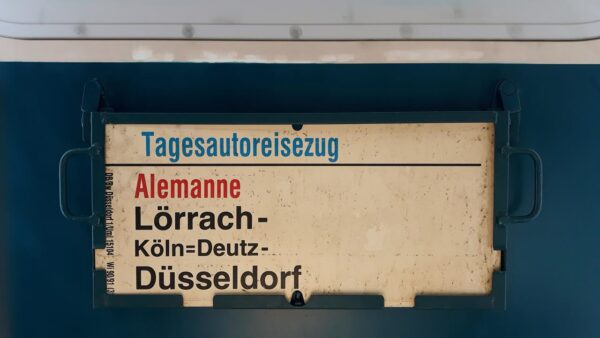 Tagesautoreisezug
Alemanne
Lörrach-
Köln=Deutz-
Düsseldorf